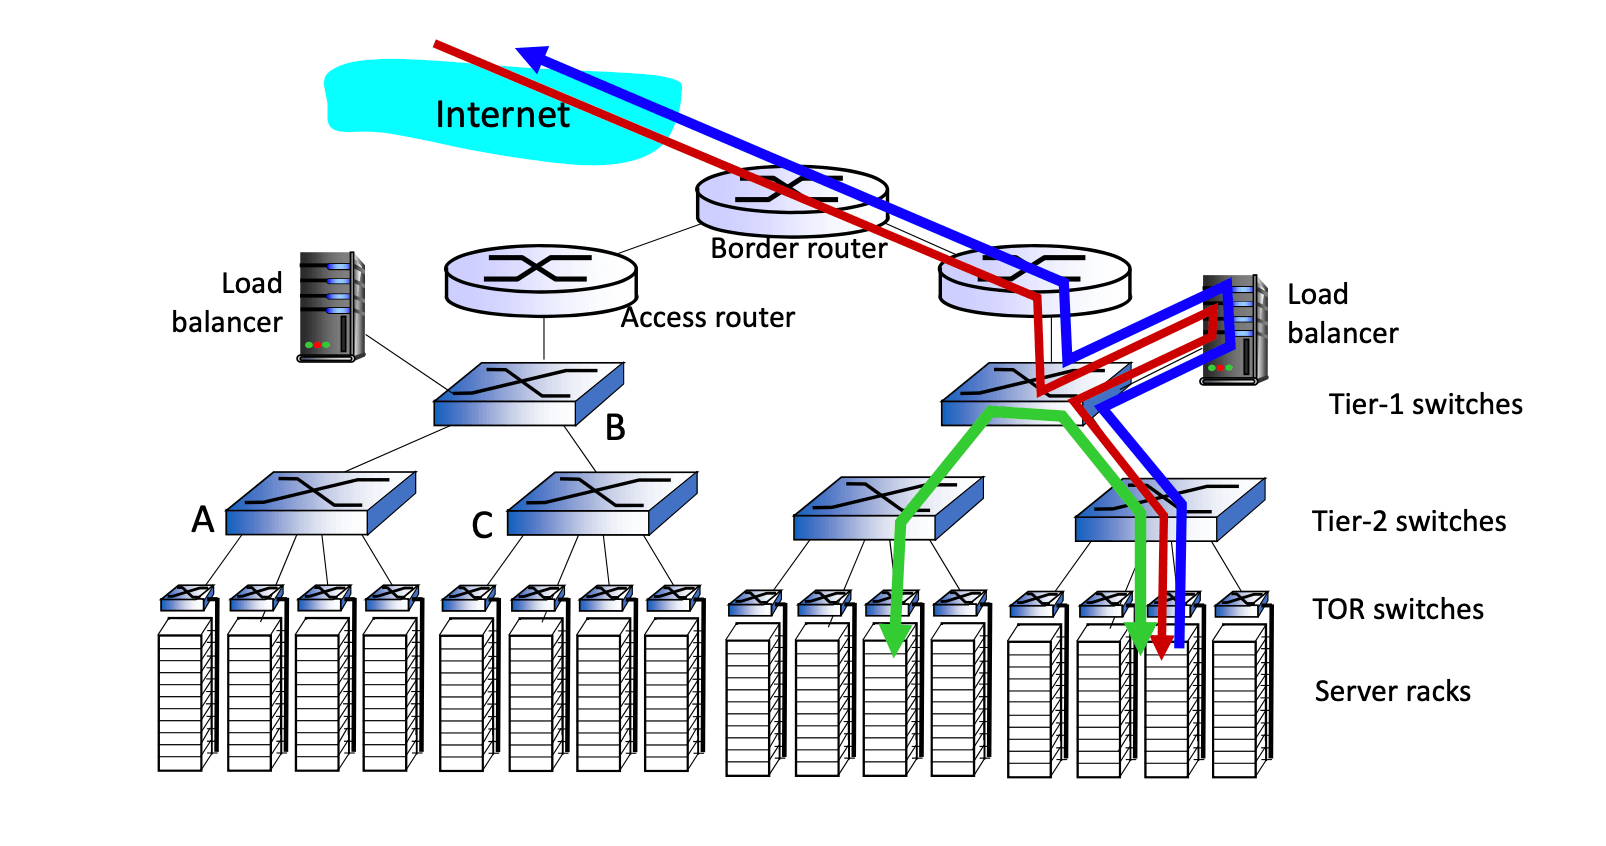 Internet
Border router
Load
balancer
Access router
Load
balancer
Tier-1 switches
B
A
C
Tier-2 switches
TOR switches
Server racks